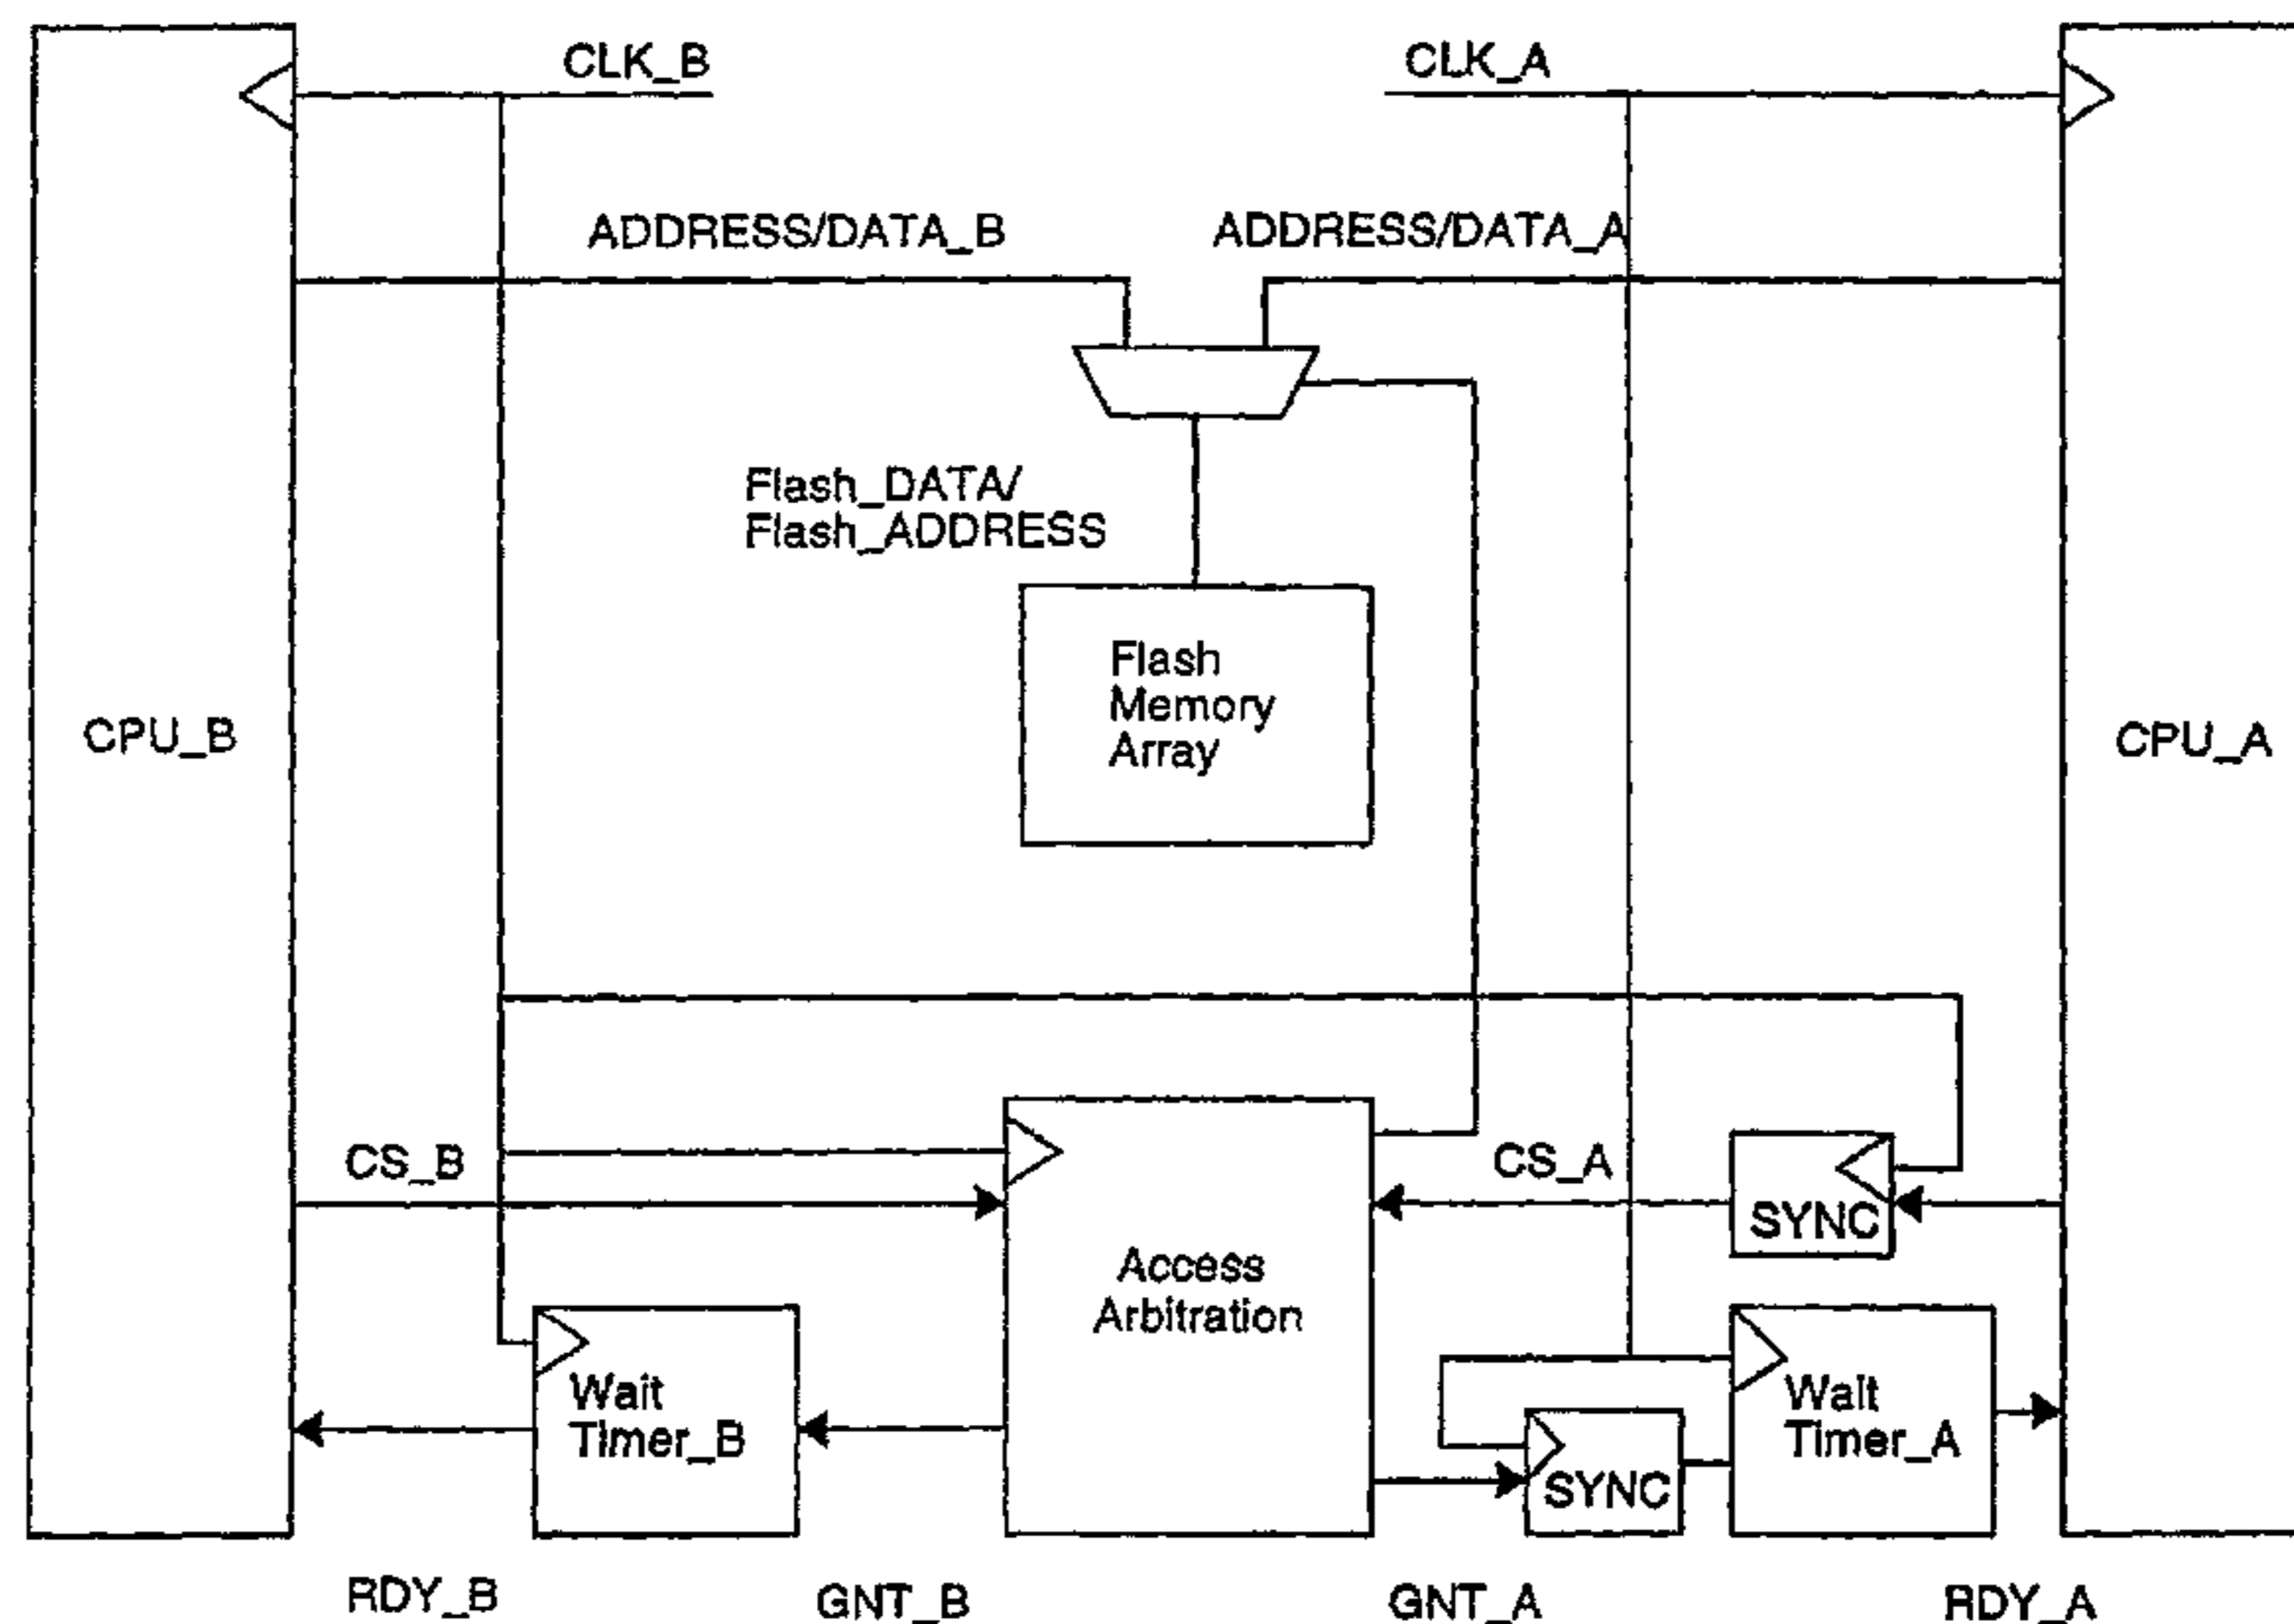 CLK_B
CLK_A
ADDRESS/DATA_B
ADDRESS/DATA_A
Flash_DATA/
Flash_ADDRESS
Flash
Memory
Array
CPU_B
CPU_A
CS_B
CS_A
SYNC
Access
Arbitration
Wait
Timer_B
Wait
Timer_A
SYNC
RDY_B
GNT_B
GNT_A
RDY_A